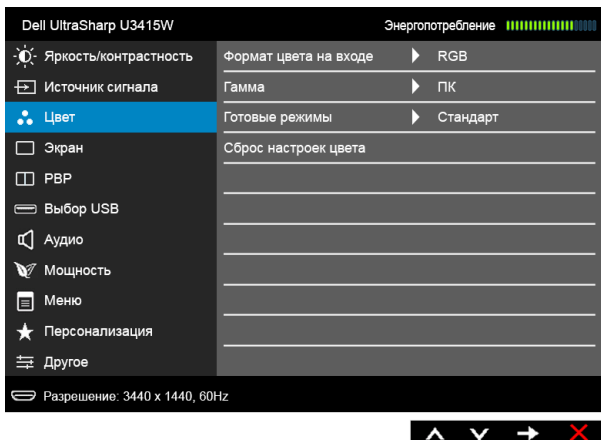 Dell UltraSharp U3415W Энергопотребление
Яркость/контрастность Формат цвета на входе RGB
Источник сигнала Гамма ПК
Цвет Готовые режимы Стандарт
Экран Сброс настроек цвета
PBP
Выбор USB
Аудио
Мощность
Меню
Персонализация
Другое
Разрешение: 3440 x 1440, 60Hz